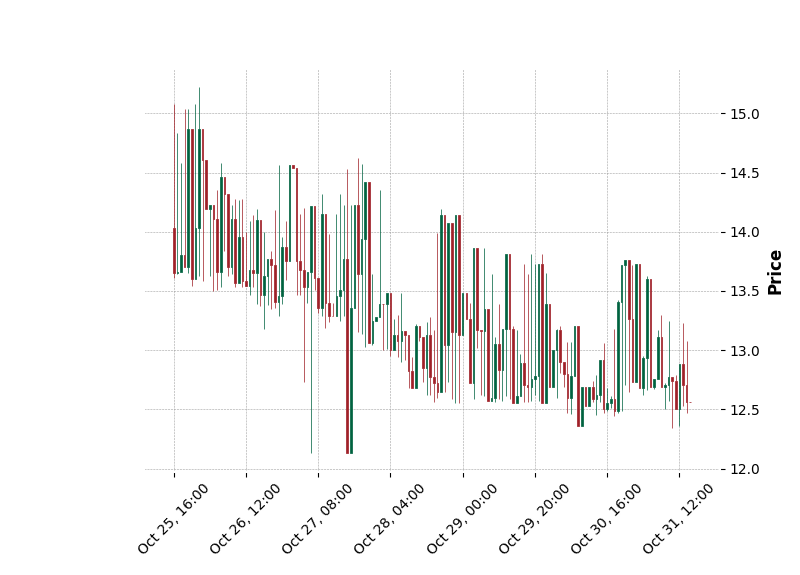 15.0
14.5
14.0
13.5
13.0
12.5
12.0
Price
Oct 25, 16:00
Oct 26, 12:00
Oct 27, 08:00
Oct 28, 04:00
Oct 29, 00:00
Oct 29, 20:00
Oct 30, 16:00
Oct 31, 12:00